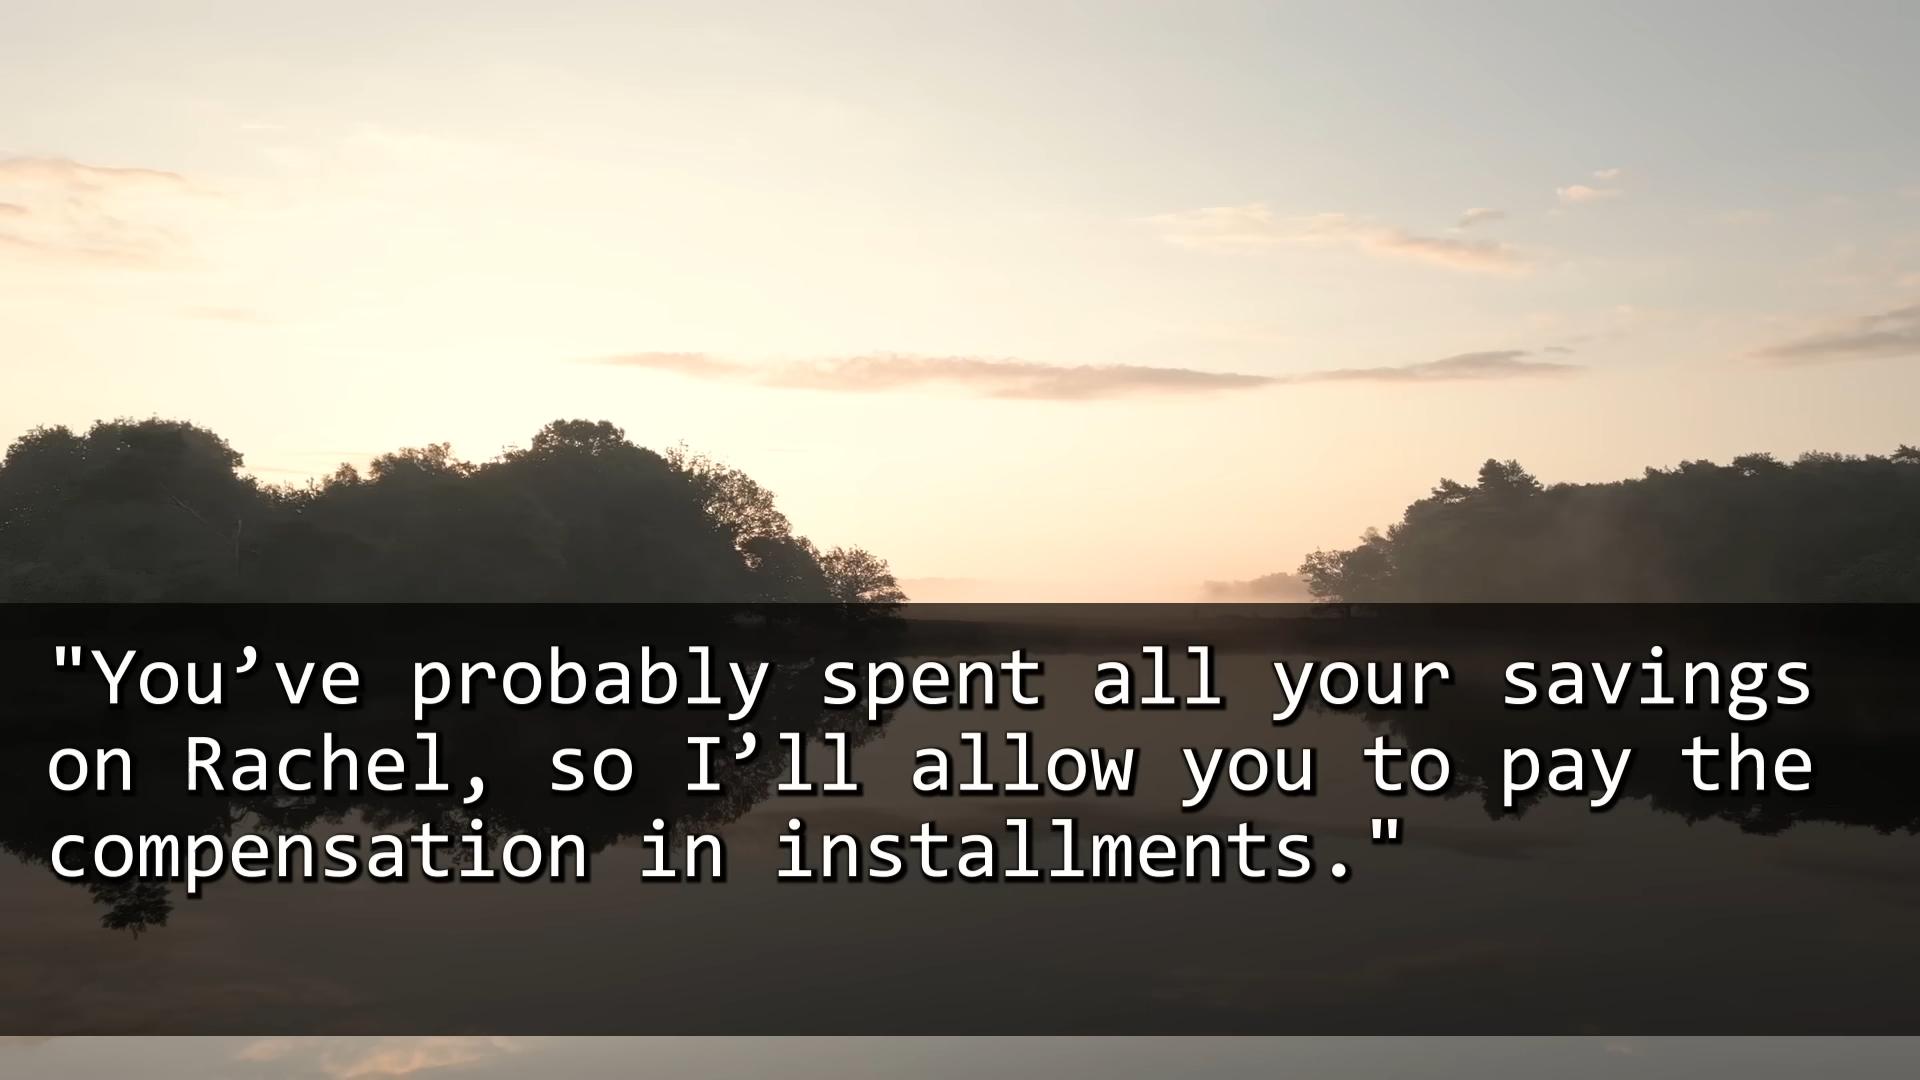 "You’ve probably spent all your savings
on Rachel, so I’ll allow you to pay the
compensation in installments."